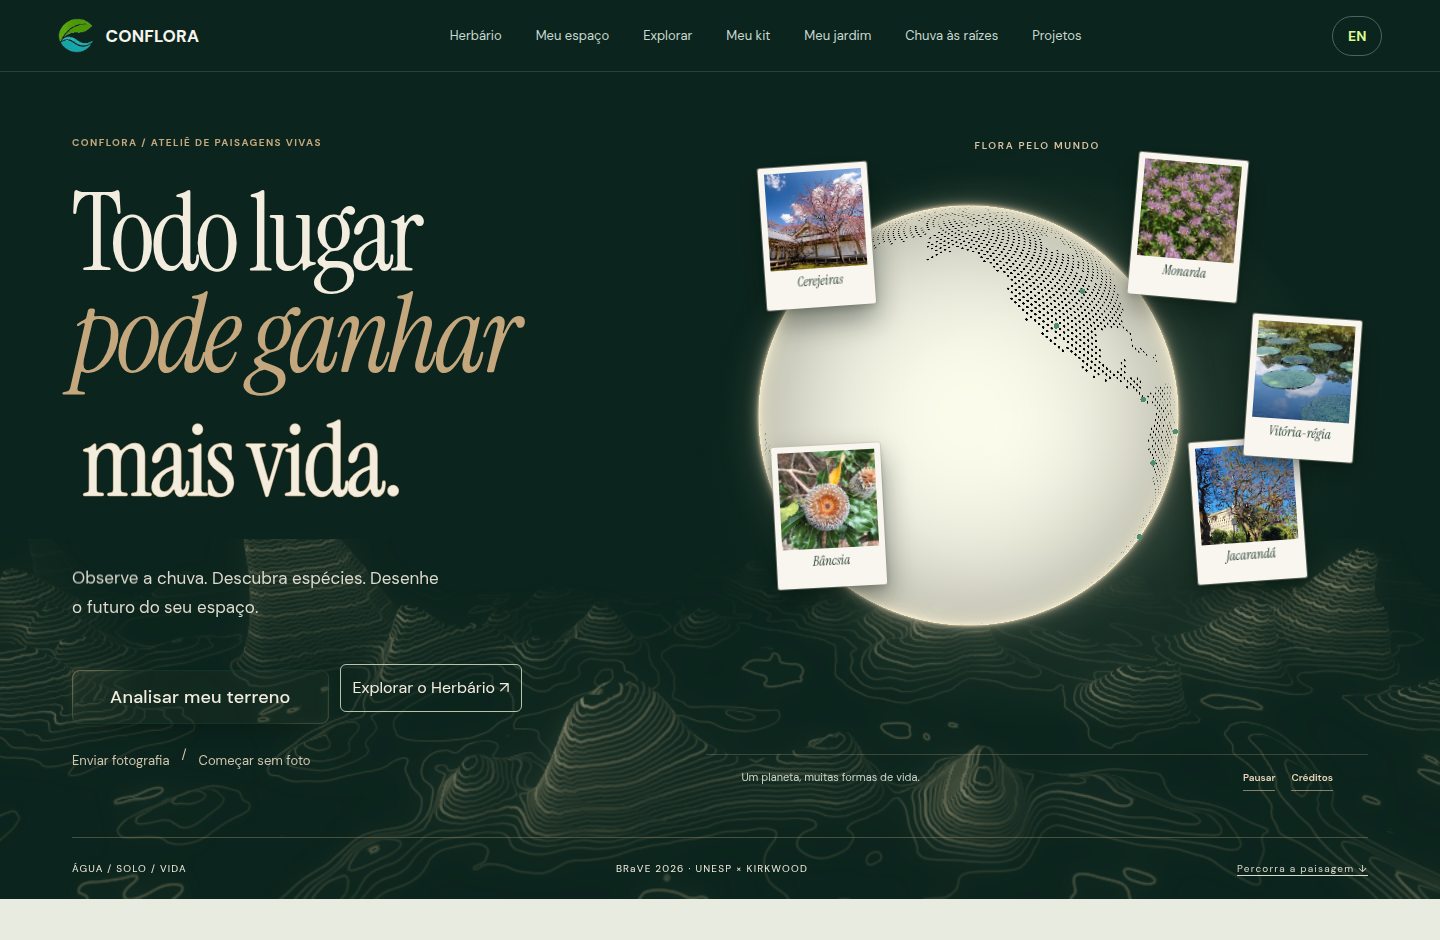 CONFLORA
Herbário
Meu espaço
Explorar
Meu kit
Meu jardim
Chuva às raízes
Projetos
EN
CONFLORA / ATELIÊ DE PAISAGENS VIVAS
Todo lugar
pode ganhar
mais vida.
Observe a chuva. Descubra espécies. Desenhe
o futuro do seu espaço.
Analisar meu terreno
Explorar o Herbário ↗
Enviar fotografia / Começar sem foto
FLORA PELO MUNDO
Cerejeiras
Monarda
Vitória-régia
Bâncsia
Jacarandá
Um planeta, muitas formas de vida.
Pausar
Créditos
ÁGUA / SOLO / VIDA
BRaVE 2026 · UNESP × KIRKWOOD
Percorra a paisagem ↓